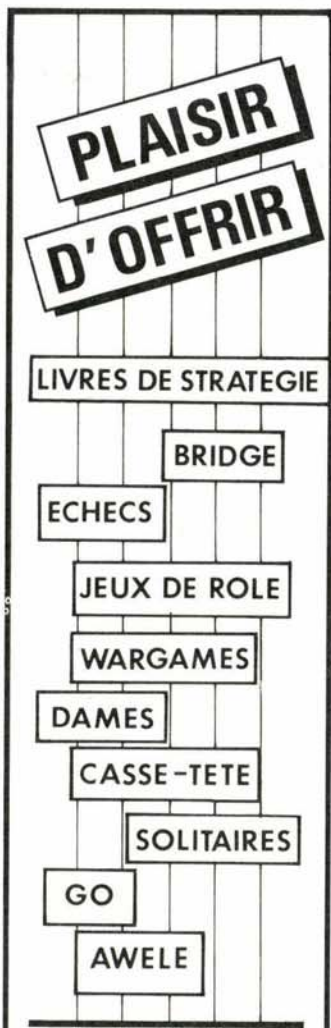 PLAISIR
D'OFFRIR
LIVRES DE STRATEGIE
BRIDGE
ECHECS
JEUX DE ROLE
WARGAMES
DAMES
CASSE-TETE
SOLITAIRES
GO
AWELE